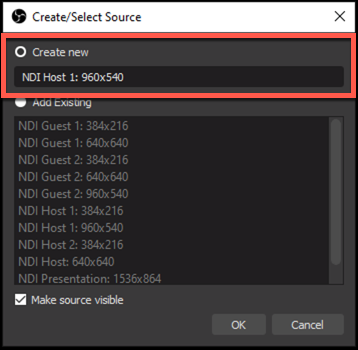 Create/Select Source
Create new
NDI Host 1: 960x540
Add Existing
NDI Guest 1: 384x216
NDI Guest 1: 640x640
NDI Guest 2: 384x216
NDI Guest 2: 640x640
NDI Guest 2: 960x540
NDI Host 1: 384x216
NDI Host 1: 960x540
NDI Host 2: 384x216
NDI Host: 640x640
NDI Presentation: 1536x864
Make source visible
OK
Cancel